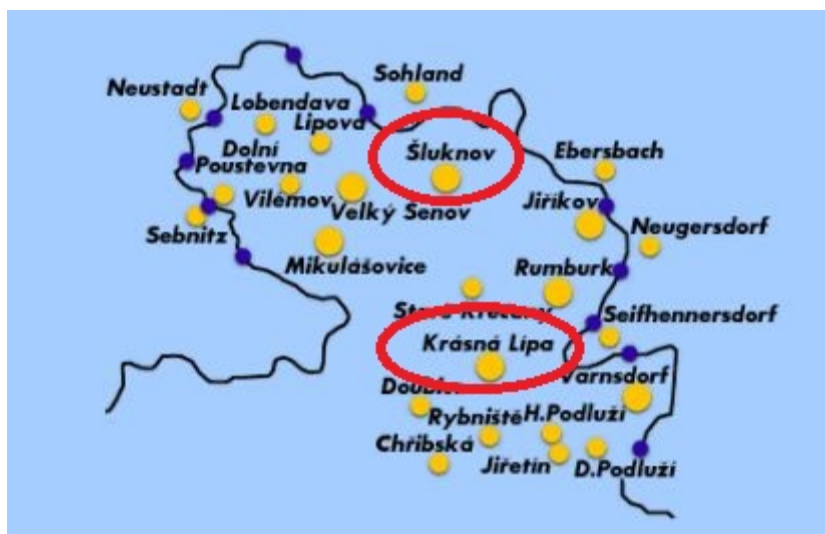 Sohland
Neustadt
Lobendava
Lipová
Šluknov
Ebersbach
Dolní
Poustevna
Vilémov
Velký Šenov
Jiříkov
Neugersdorf
Sebnitz
Mikulášovice
Rumburk
Seifhennersdorf
Krásná Lípa
Varnsdorf
Rybniště
H.Podluží
Chřibská
Jiřetín
D.Podluží